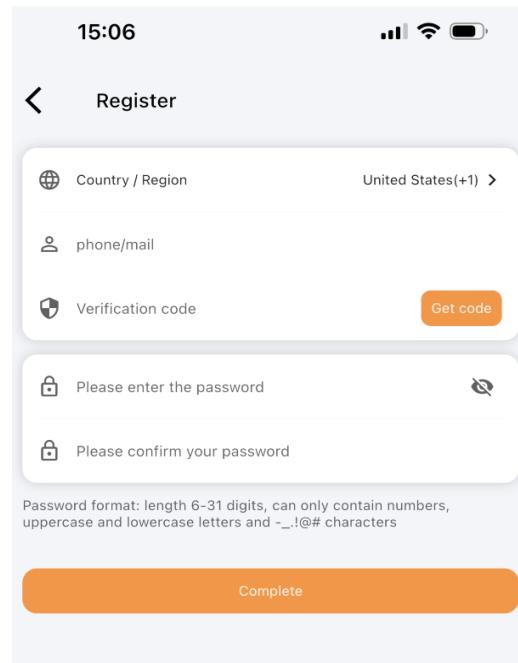 15:06
Register
Country / Region United States(+1)
phone/mail
Verification code Get code
Please enter the password
Please confirm your password
Password format: length 6-31 digits, can only contain numbers,
uppercase and lowercase letters and -_.!@# characters
Complete